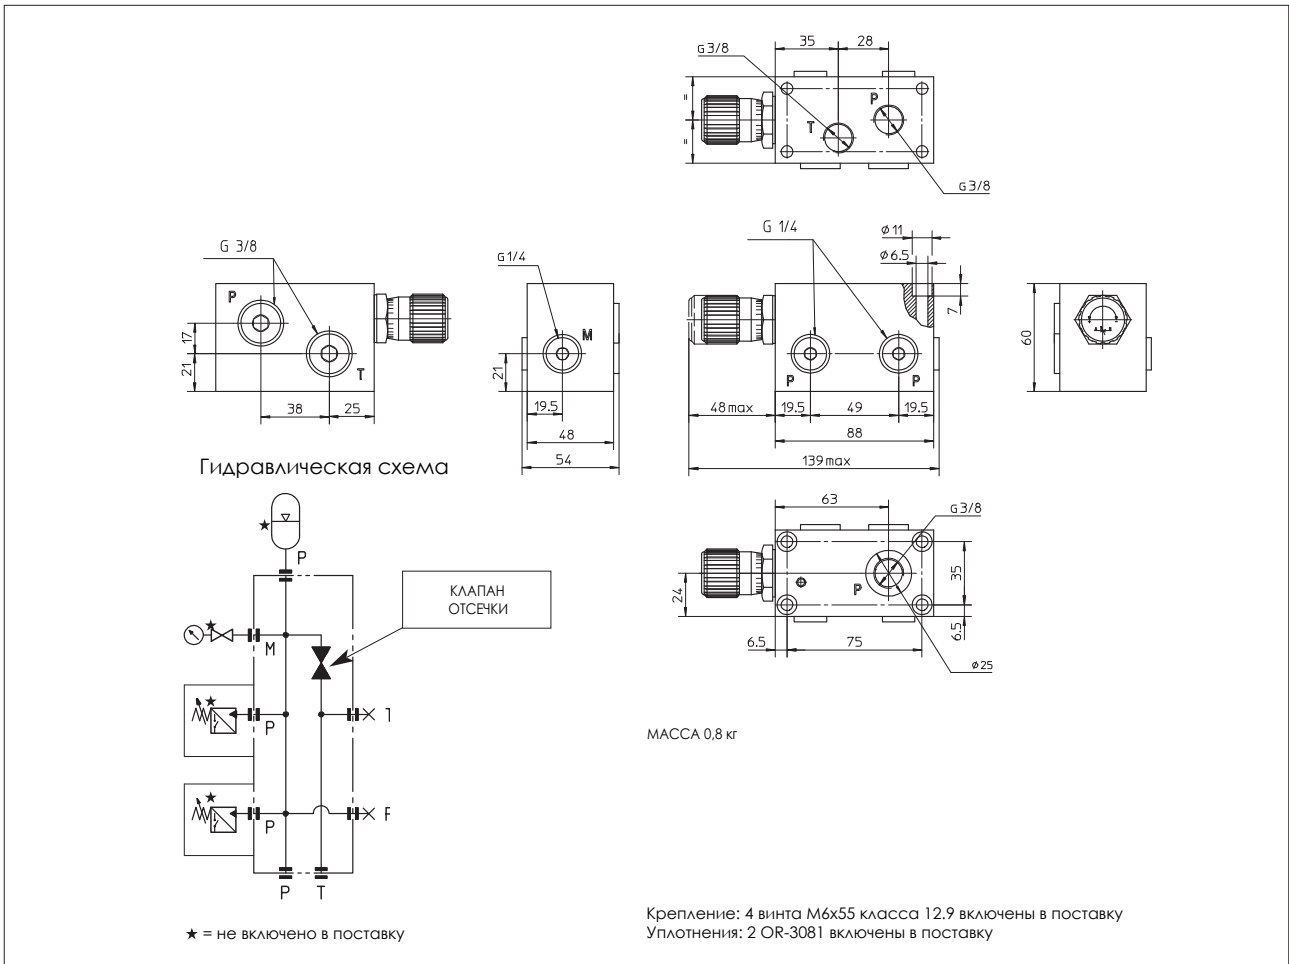 35
28
G3/8
P
T
=
=
G3/8
G 3/8
P
T
17
21
38
25
G1/4
M
21
19.5
48
54
G 1/4
ø11
ø6.5
7
P
P
48 max
19.5
49
19.5
88
139 max
60
Гидравлическая схема
★
P
КЛАПАН
ОТСЕЧКИ
★
M
★
P
T
★
P
P
T
★ = не включено в поставку
63
G3/8
P
24
35
6.5
6.5
75
ø25
МАССА 0,8 кг
Крепление: 4 винта M6x55 класса 12.9 включены в поставку
Уплотнения: 2 OR-3081 включены в поставку